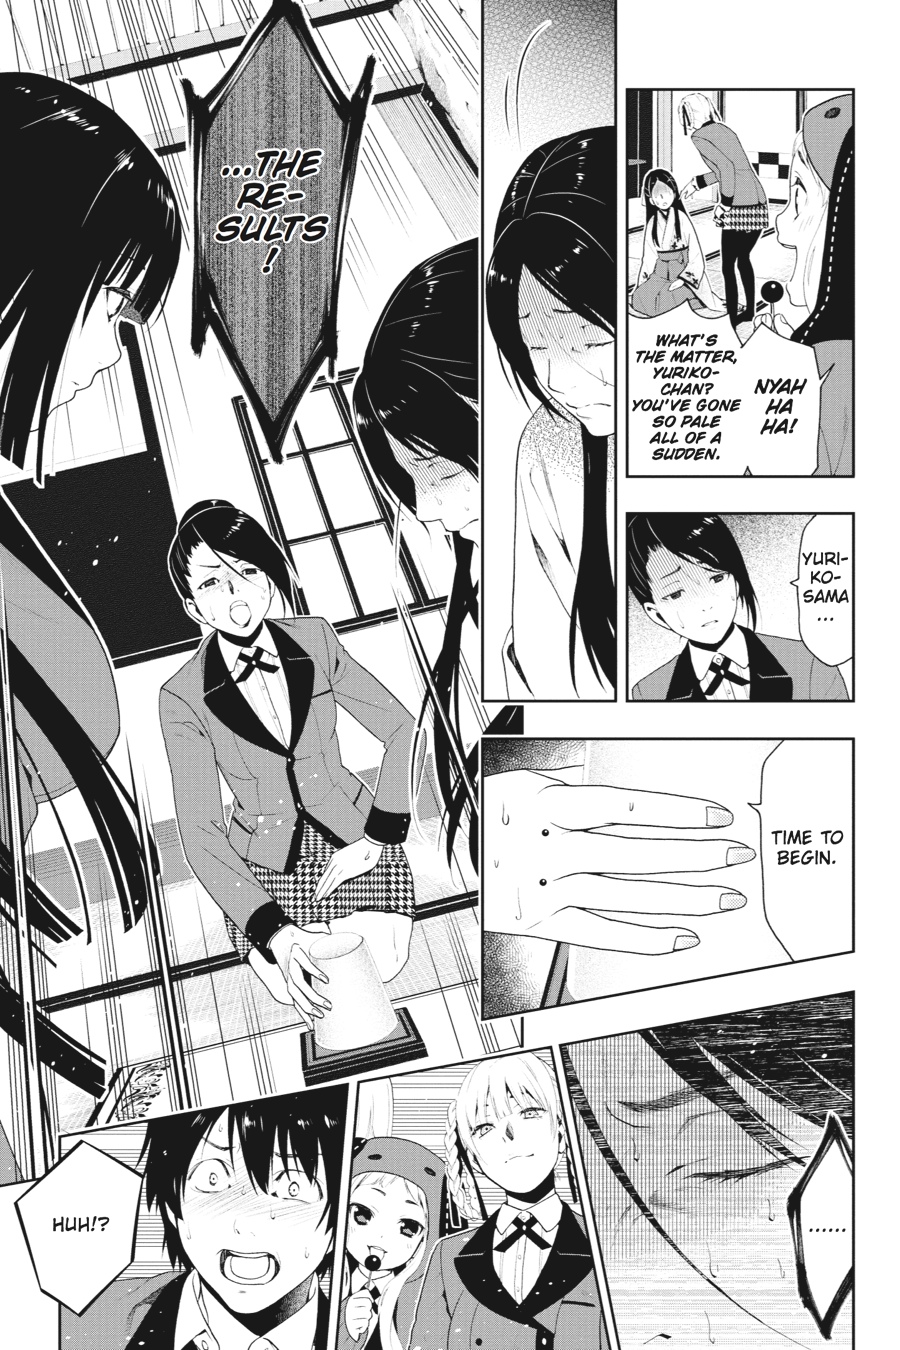 NYAH
HA
HA!
WHAT'S
THE MATTER,
YURIKO-
CHAN?
YOU'VE GONE
SO PALE
ALL OF A
SUDDEN.
YURI-
KO-
SAMA
...
TIME TO
BEGIN.
......
...THE
RE-
SULTS
!
HUH!?